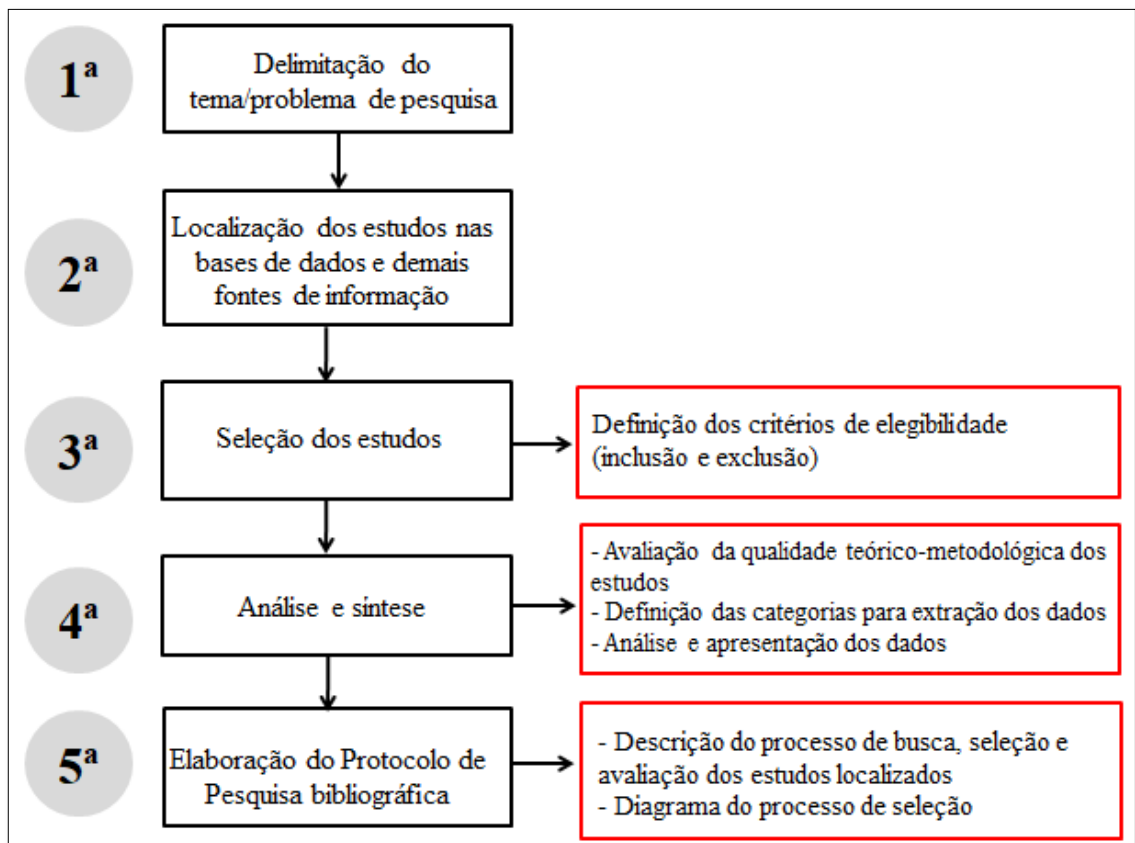 1ª
Delimitação do
tema/problema de pesquisa
2ª
Localização dos estudos nas
bases de dados e demais
fontes de informação
3ª
Seleção dos estudos
Definição dos critérios de elegibilidade
(inclusão e exclusão)
4ª
Análise e síntese
- Avaliação da qualidade teórico-metodológica dos
estudos
- Definição das categorias para extração dos dados
- Análise e apresentação dos dados
5ª
Elaboração do Protocolo de
Pesquisa bibliográfica
- Descrição do processo de busca, seleção e
avaliação dos estudos localizados
- Diagrama do processo de seleção